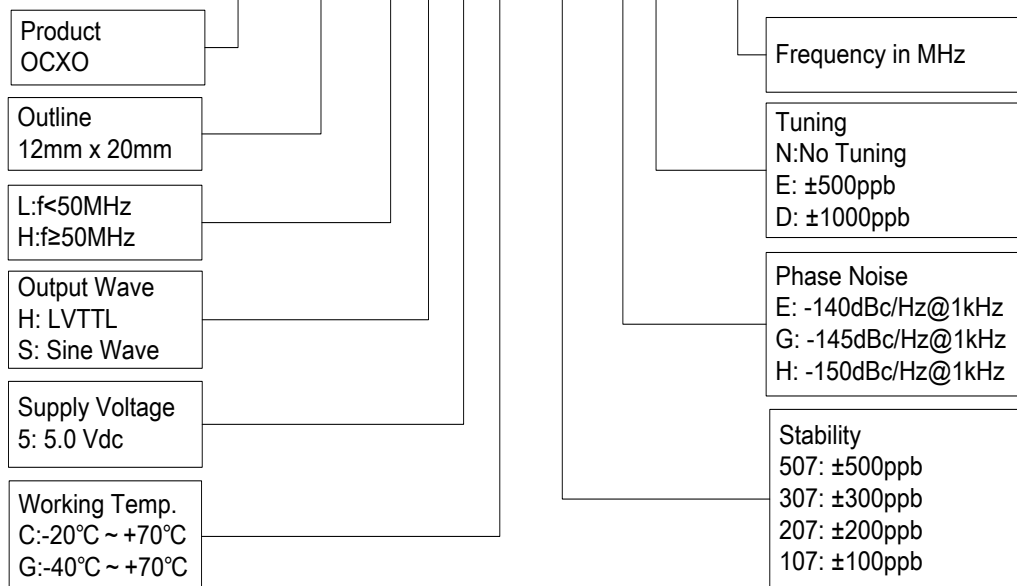 Product
OCXO
Outline
12mm x 20mm
L:f<50MHz
H:f≥50MHz
Output Wave
H: LVTTL
S: Sine Wave
Supply Voltage
5: 5.0 Vdc
Working Temp.
C:-20℃ ~ +70℃
G:-40℃ ~ +70℃
Frequency in MHz
Tuning
N:No Tuning
E: ±500ppb
D: ±1000ppb
Phase Noise
E: -140dBc/Hz@1kHz
G: -145dBc/Hz@1kHz
H: -150dBc/Hz@1kHz
Stability
507: ±500ppb
307: ±300ppb
207: ±200ppb
107: ±100ppb